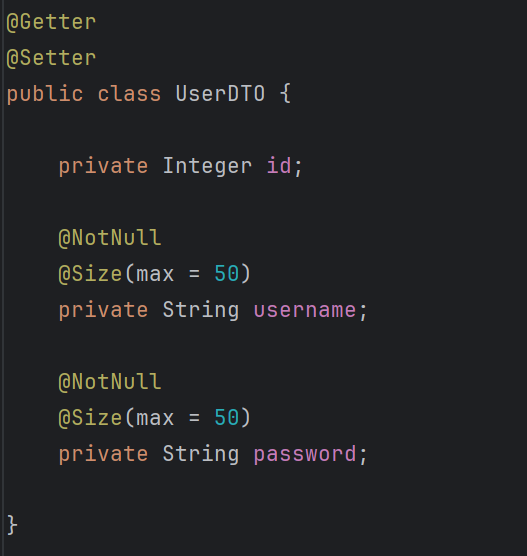 @Getter
@Setter
public class UserDTO {
private Integer id;
@NotNull
@Size(max = 50)
private String username;
@NotNull
@Size(max = 50)
private String password;
}